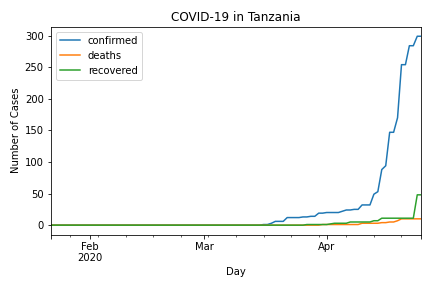 COVID-19 in Tanzania
confirmed
deaths
recovered
Number of Cases
300
250
200
150
100
50
0
Feb
2020
Mar
Apr
Day